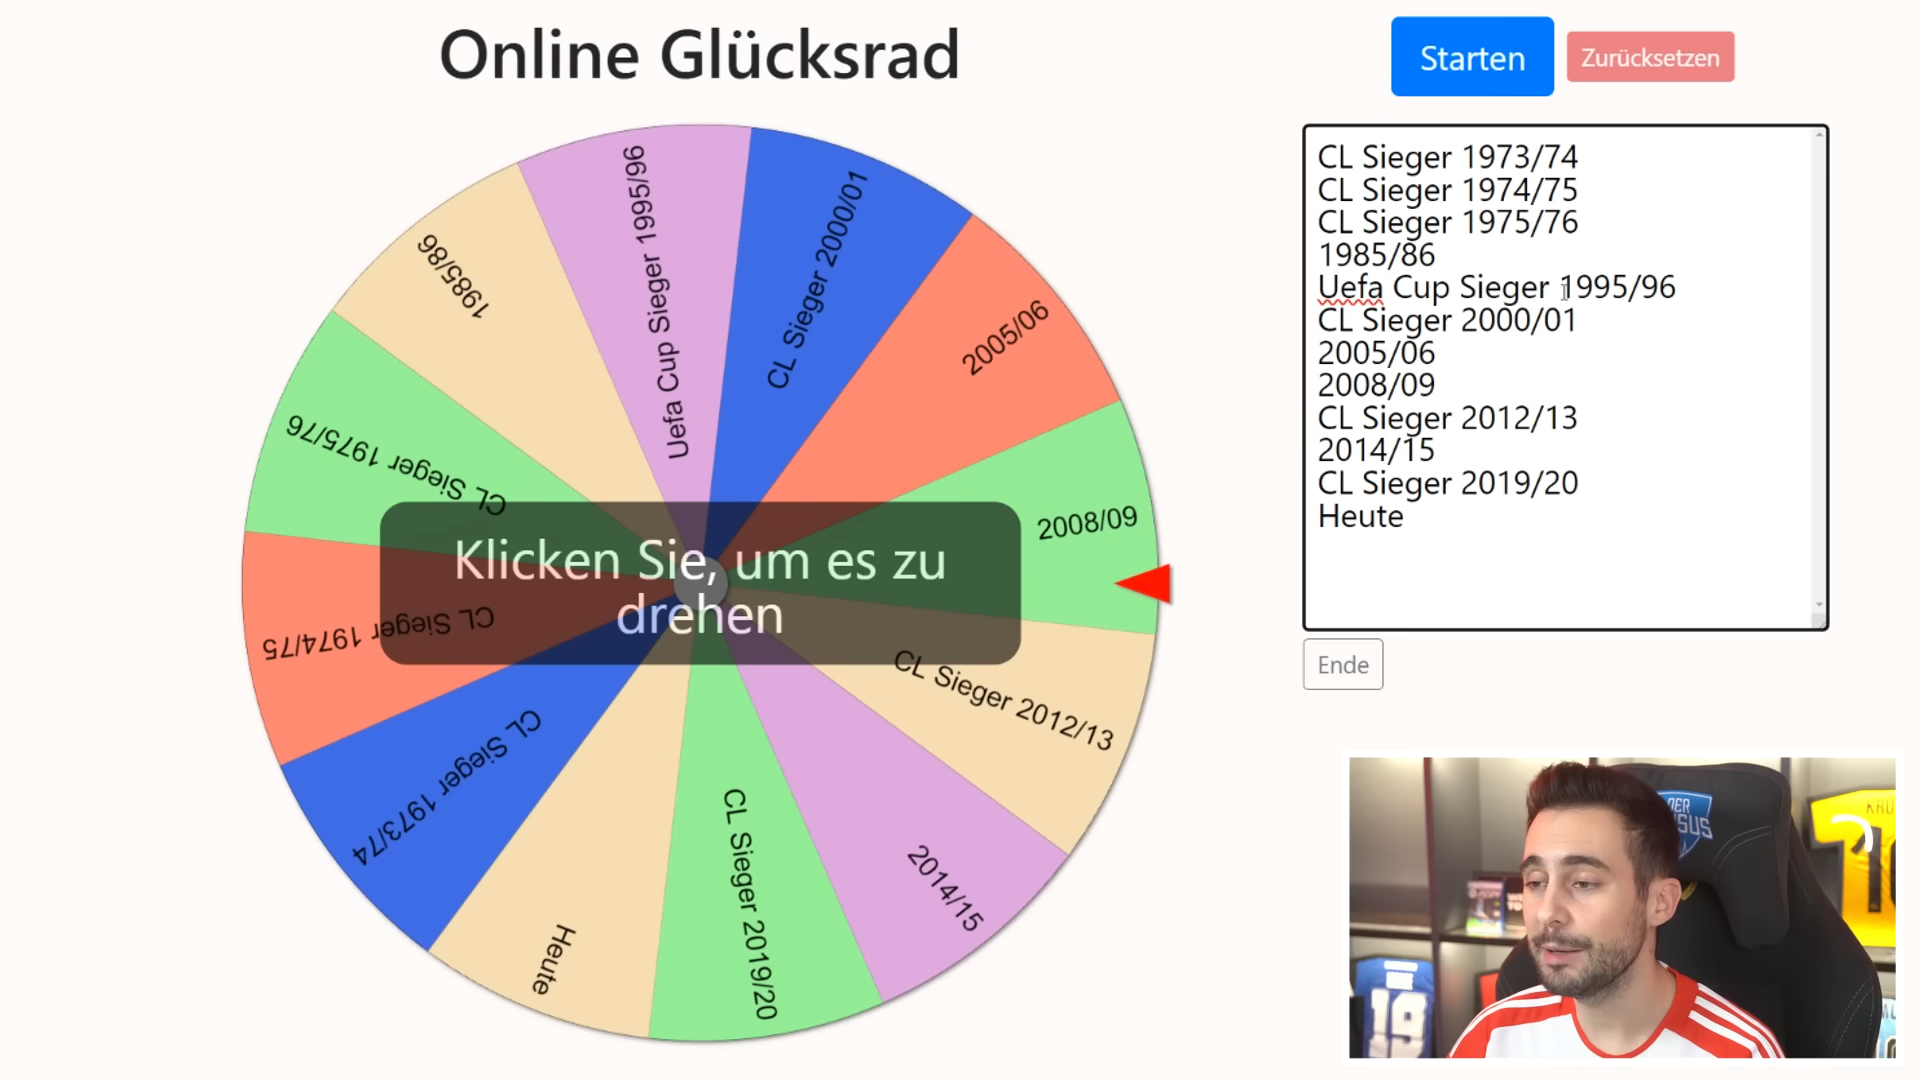 Online Glücksrad
Starten
Zurücksetzen
CL Sieger 1973/74
CL Sieger 1974/75
CL Sieger 1975/76
1985/86
Uefa Cup Sieger 1995/96
CL Sieger 2000/01
2005/06
2008/09
CL Sieger 2012/13
2014/15
CL Sieger 2019/20
Heute
Ende
Uefa Cup Sieger 1995/96
CL Sieger 2000/01
2005/06
2008/09
CL Sieger 2012/13
2014/15
CL Sieger 2019/20
Heute
CL Sieger 1973/74
CL Sieger 1974/75
CL Sieger 1975/76
1985/86
Klicken Sie, um es zu
drehen
DER
19